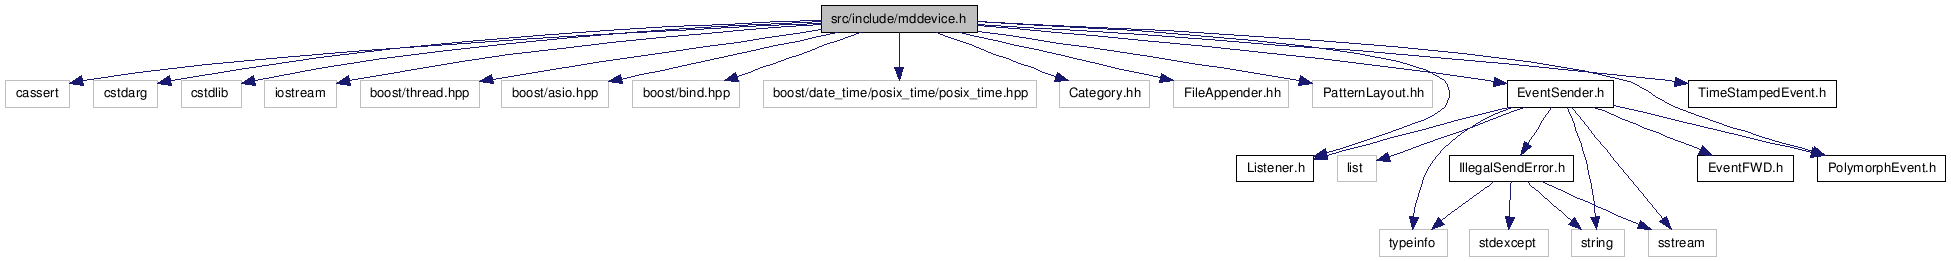 src/include/mddevice.h
cassert
cstdarg
cstdlib
iostream
boost/thread.hpp
boost/asio.hpp
boost/bind.hpp
boost/date_time/posix_time/posix_time.hpp
Category.hh
FileAppender.hh
PatternLayout.hh
EventSender.h
TimeStampedEvent.h
Listener.h
list
IllegalSendError.h
EventFWD.h
PolymorphEvent.h
typeinfo
stdexcept
string
sstream